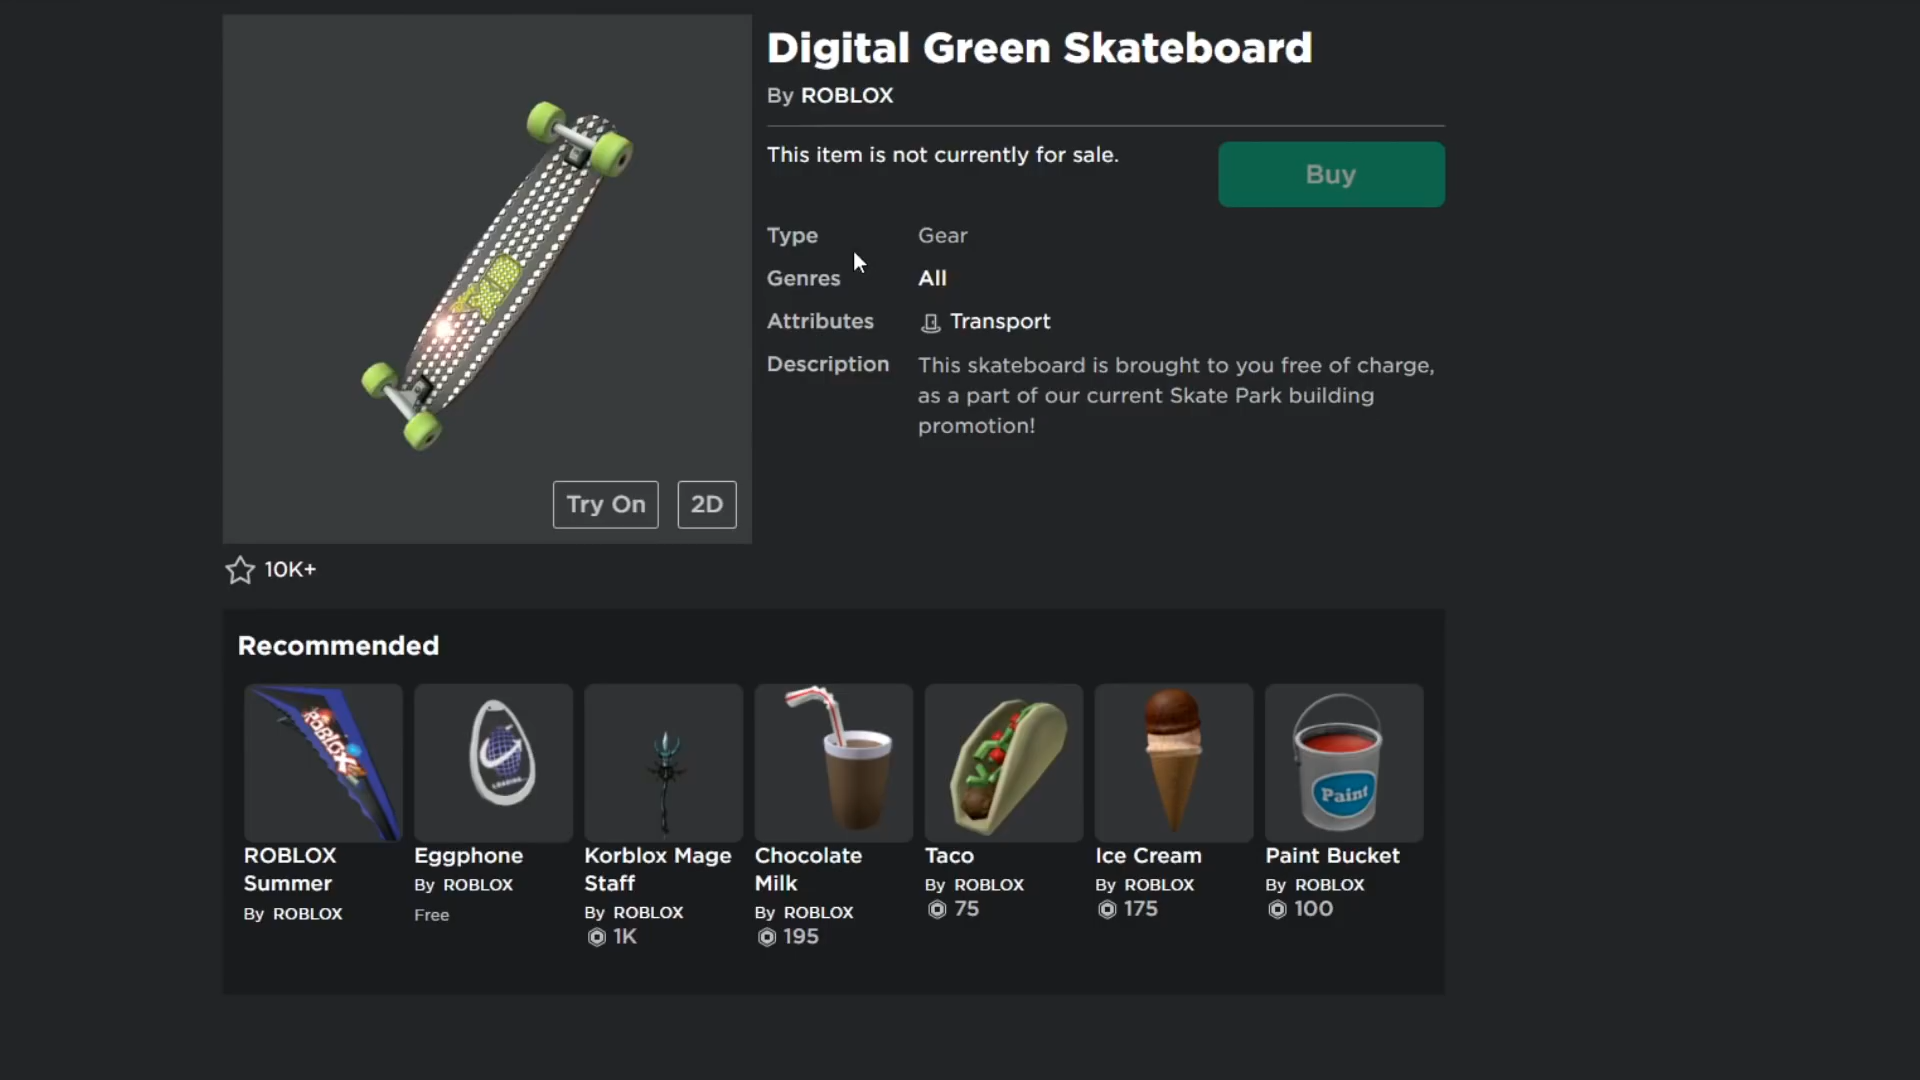 Digital Green Skateboard
By ROBLOX
This item is not currently for sale.
Buy
Type Gear
Genres All
Attributes Transport
Description This skateboard is brought to you free of charge,
as a part of our current Skate Park building
promotion!
Try On 2D
10K+
Recommended
ROBLOX
LOADING...
Paint
ROBLOX
Summer
By ROBLOX
Eggphone
By ROBLOX
Free
Korblox Mage
Staff
By ROBLOX
1K
Chocolate
Milk
By ROBLOX
195
Taco
By ROBLOX
75
Ice Cream
By ROBLOX
175
Paint Bucket
By ROBLOX
100